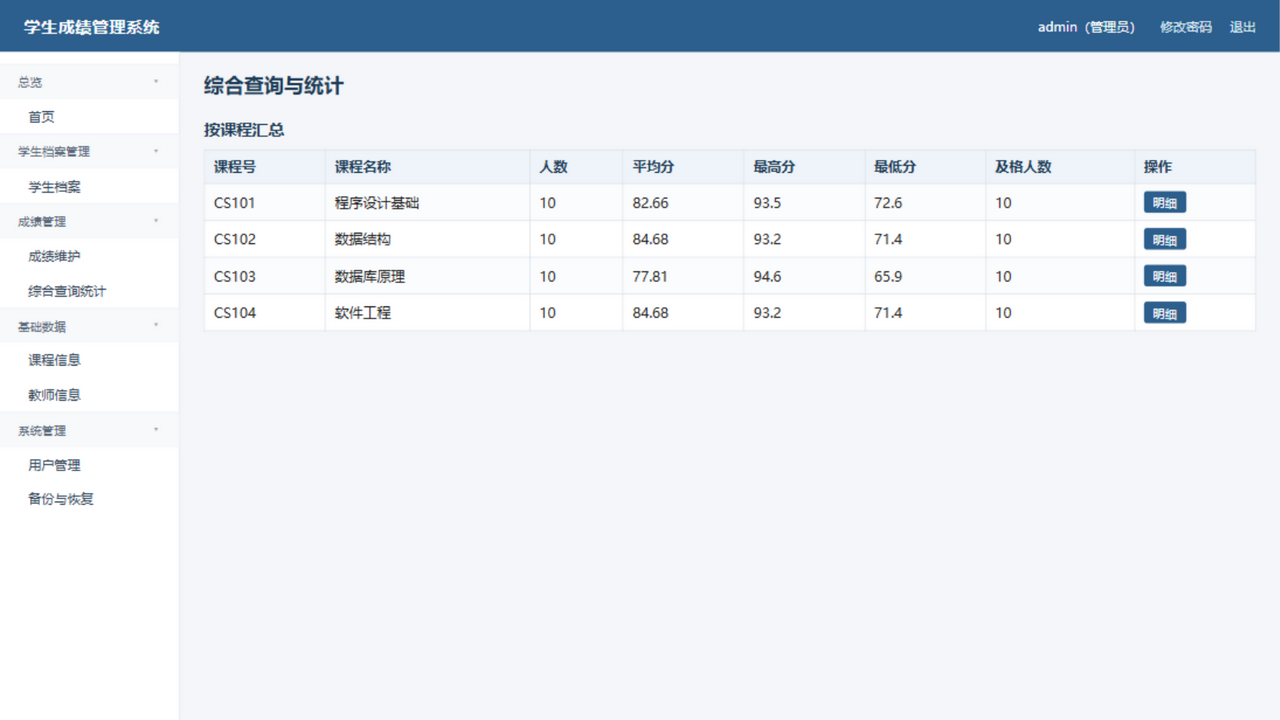 学生成绩管理系统
admin（管理员） 修改密码 退出
总览
首页
学生档案管理
学生档案
成绩管理
成绩维护
综合查询统计
基础数据
课程信息
教师信息
系统管理
用户管理
备份与恢复
综合查询与统计
按课程汇总
课程号 课程名称 人数 平均分 最高分 最低分 及格人数 操作
CS101 程序设计基础 10 82.66 93.5 72.6 10 明细
CS102 数据结构 10 84.68 93.2 71.4 10 明细
CS103 数据库原理 10 77.81 94.6 65.9 10 明细
CS104 软件工程 10 84.68 93.2 71.4 10 明细